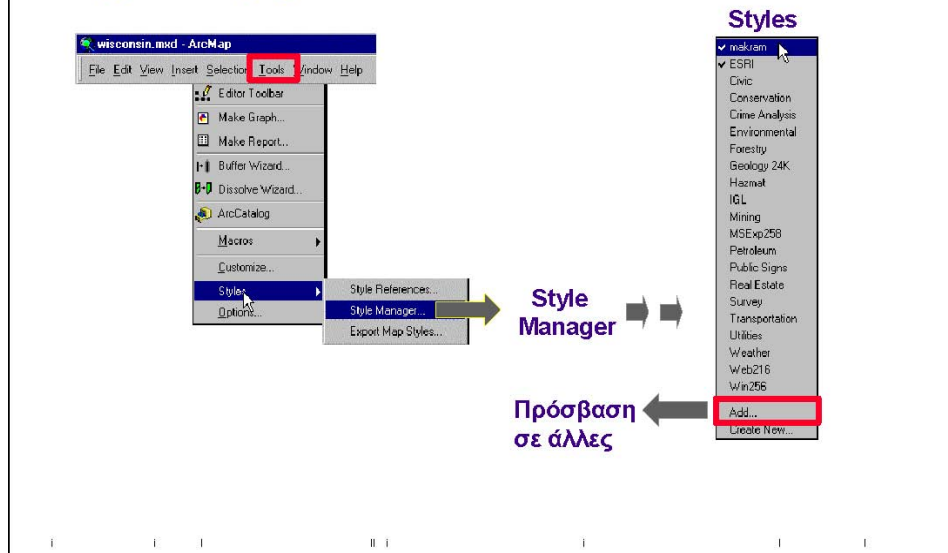 Styles
wisconsin.mxd - ArcMap
File Edit View Insert Selection Tools Window Help
Editor Toolbar
Make Graph...
Make Report...
Buffer Wizard...
Dissolve Wizard...
ArcCatalog
Macros
Customize...
Styles
Options...
Style References...
Style Manager...
Export Map Styles...
Style
Manager
makram
ESRI
Civic
Conservation
Crime Analysis
Environmental
Forestry
Geology 24K
Hazmat
IGL
Mining
MSExp258
Petroleum
Public Signs
Real Estate
Survey
Transportation
Utilities
Weather
Web216
Win256
Add...
Create New...
Πρόσβαση
σε άλλες